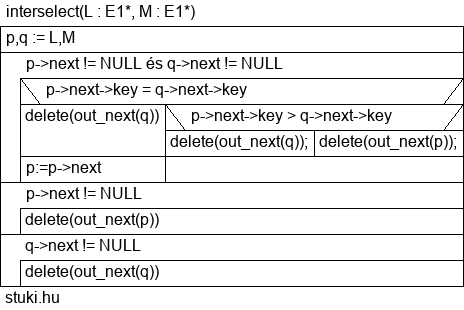 interselect(L : E1*, M : E1*)
p,q := L,M
p->next != NULL és q->next != NULL
p->next->key = q->next->key
delete(out_next(q))
p->next->key > q->next->key
delete(out_next(q));
delete(out_next(p));
p:=p->next
p->next != NULL
delete(out_next(p))
q->next != NULL
delete(out_next(q))
stuki.hu